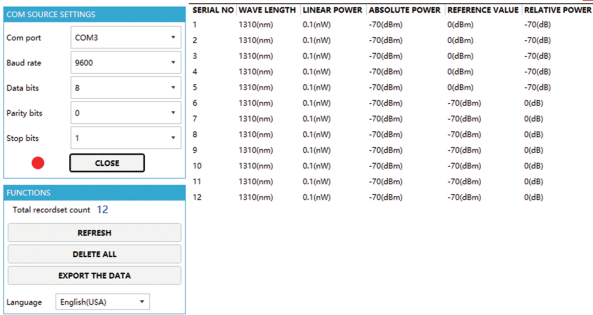 COM SOURCE SETTINGS
Com port COM3
Baud rate 9600
Data bits 8
Parity bits 0
Stop bits 1
CLOSE
FUNCTIONS
Total recordset count 12
REFRESH
DELETE ALL
EXPORT THE DATA
Language English(USA)
SERIAL NO WAVE LENGTH LINEAR POWER ABSOLUTE POWER REFERENCE VALUE RELATIVE POWER
1 1310(nm) 0.1(nW) -70(dBm) 0(dBm) -70(dB)
2 1310(nm) 0.1(nW) -70(dBm) 0(dBm) -70(dB)
3 1310(nm) 0.1(nW) -70(dBm) 0(dBm) -70(dB)
4 1310(nm) 0.1(nW) -70(dBm) 0(dBm) -70(dB)
5 1310(nm) 0.1(nW) -70(dBm) 0(dBm) -70(dB)
6 1310(nm) 0.1(nW) -70(dBm) -70(dBm) 0(dB)
7 1310(nm) 0.1(nW) -70(dBm) -70(dBm) 0(dB)
8 1310(nm) 0.1(nW) -70(dBm) -70(dBm) 0(dB)
9 1310(nm) 0.1(nW) -70(dBm) -70(dBm) 0(dB)
10 1310(nm) 0.1(nW) -70(dBm) -70(dBm) 0(dB)
11 1310(nm) 0.1(nW) -70(dBm) -70(dBm) 0(dB)
12 1310(nm) 0.1(nW) -70(dBm) -70(dBm) 0(dB)